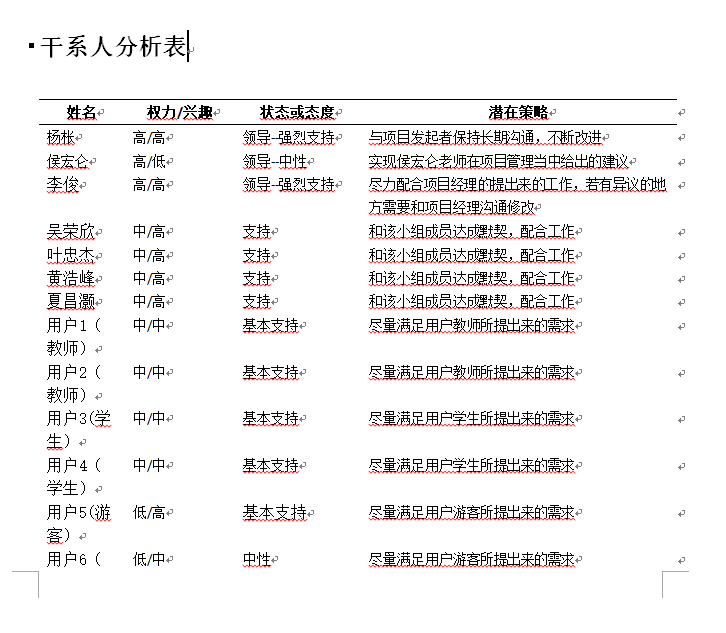 干系人分析表
姓名 权力/兴趣 状态或态度 潜在策略
杨枨 高/高 领导--强烈支持 与项目发起者保持长期沟通，不断改进
侯宏仑 高/低 领导--中性 实现侯宏仑老师在项目管理当中给出的建议
李俊 高/高 领导--强烈支持 尽力配合项目经理的提出来的工作，若有异议的地
方需要和项目经理沟通修改
吴荣欣 中/高 支持 和该小组成员达成默契，配合工作
叶忠杰 中/高 支持 和该小组成员达成默契，配合工作
黄浩峰 中/高 支持 和该小组成员达成默契，配合工作
夏昌灏 中/高 支持 和该小组成员达成默契，配合工作
用户1（ 中/中 基本支持 尽量满足用户教师所提出来的需求
教师）
用户2（ 中/中 基本支持 尽量满足用户教师所提出来的需求
教师）
用户3(学 中/中 基本支持 尽量满足用户学生所提出来的需求
生）
用户4（ 中/中 基本支持 尽量满足用户学生所提出来的需求
学生）
用户5(游 低/高 基本支持 尽量满足用户游客所提出来的需求
客）
用户6（ 低/中 中性 尽量满足用户游客所提出来的需求